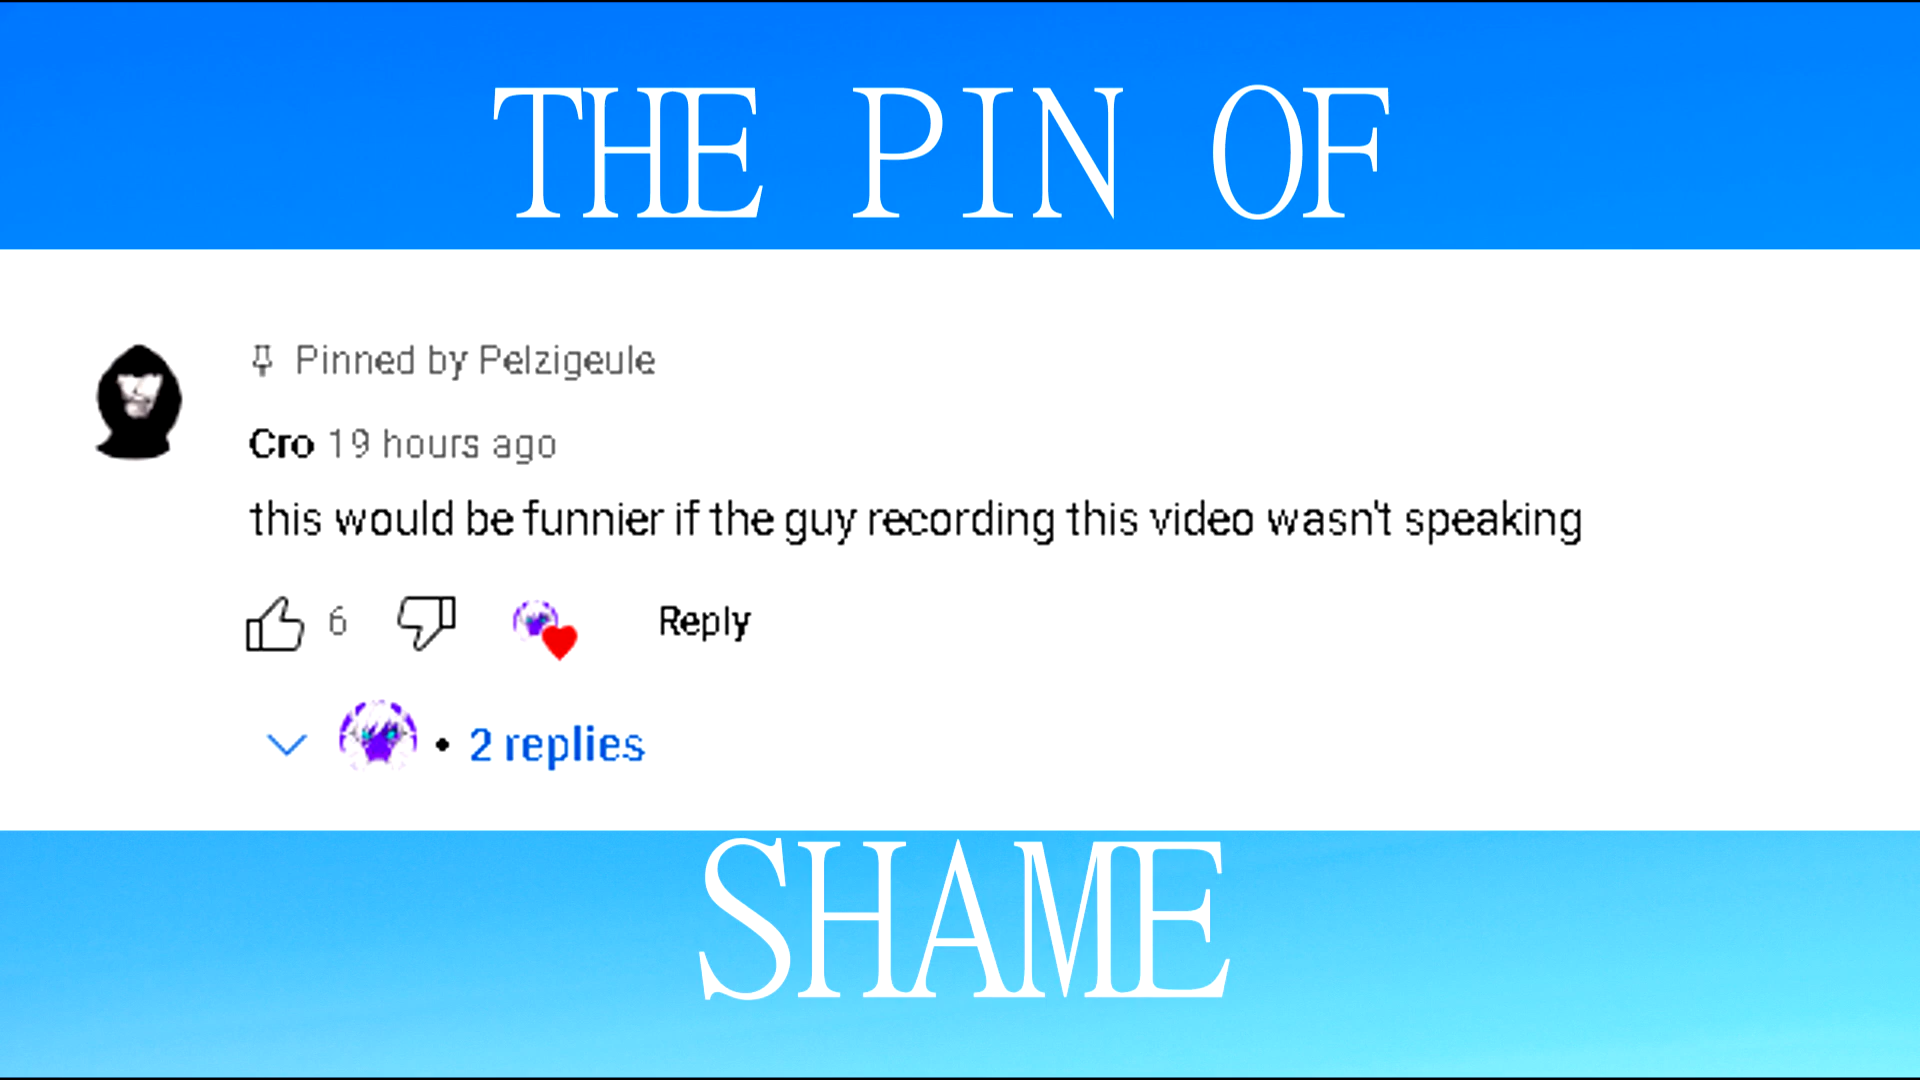 THE PIN OF
Pinned by Pelzigeule
Cro 19 hours ago
this would be funnier if the guy recording this video wasn't speaking
6 Reply
• 2 replies
SHAME